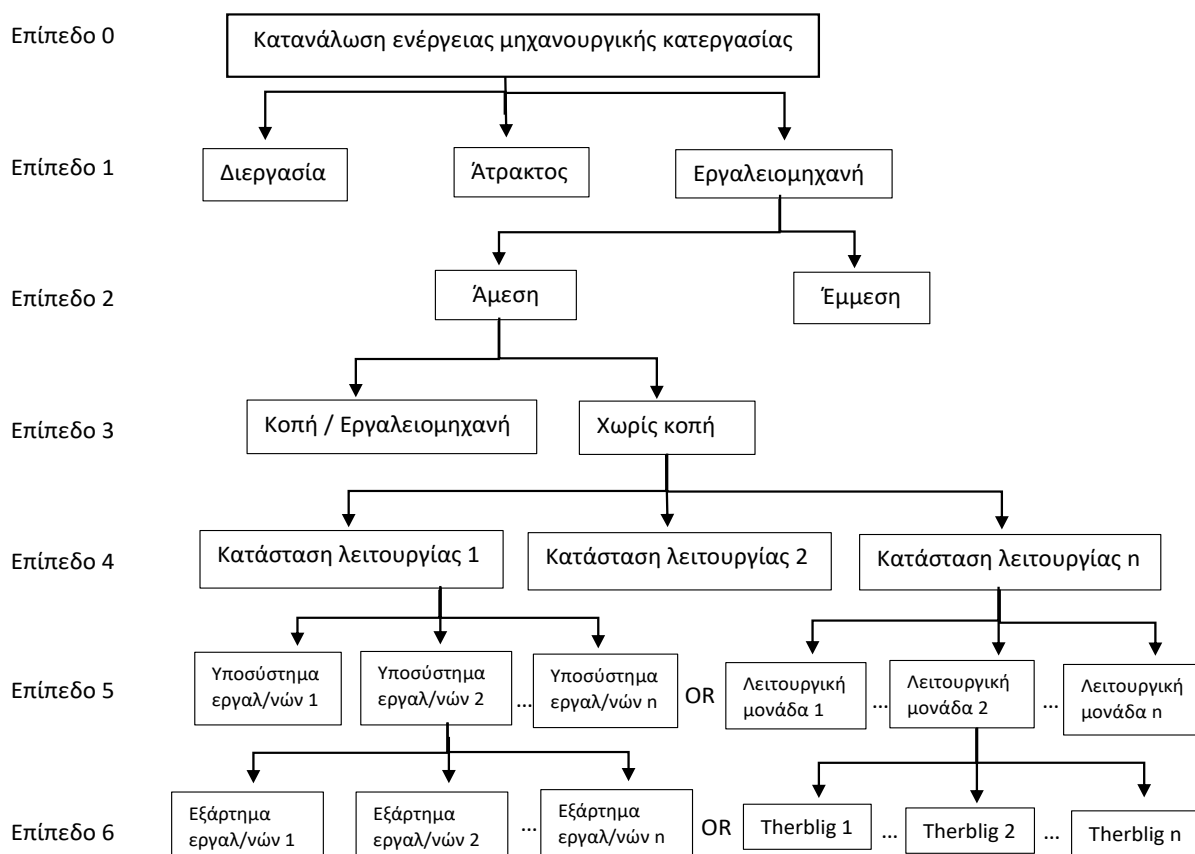 Επίπεδο 0
Κατανάλωση ενέργειας μηχανουργικής κατεργασίας
Επίπεδο 1
Διεργασία
Άτρακτος
Εργαλειομηχανή
Επίπεδο 2
Άμεση
Έμμεση
Επίπεδο 3
Κοπή / Εργαλειομηχανή
Χωρίς κοπή
Επίπεδο 4
Κατάσταση λειτουργίας 1
Κατάσταση λειτουργίας 2
Κατάσταση λειτουργίας n
Επίπεδο 5
Υποσύστημα
εργαλ/νών 1
Υποσύστημα
εργαλ/νών 2
...
Υποσύστημα
εργαλ/νών n
OR
Λειτουργική
μονάδα 1
...
Λειτουργική
μονάδα 2
...
Λειτουργική
μονάδα n
Επίπεδο 6
Εξάρτημα
εργαλ/νών 1
Εξάρτημα
εργαλ/νών 2
...
Εξάρτημα
εργαλ/νών n
OR
Therblig 1
...
Therblig 2
...
Therblig n